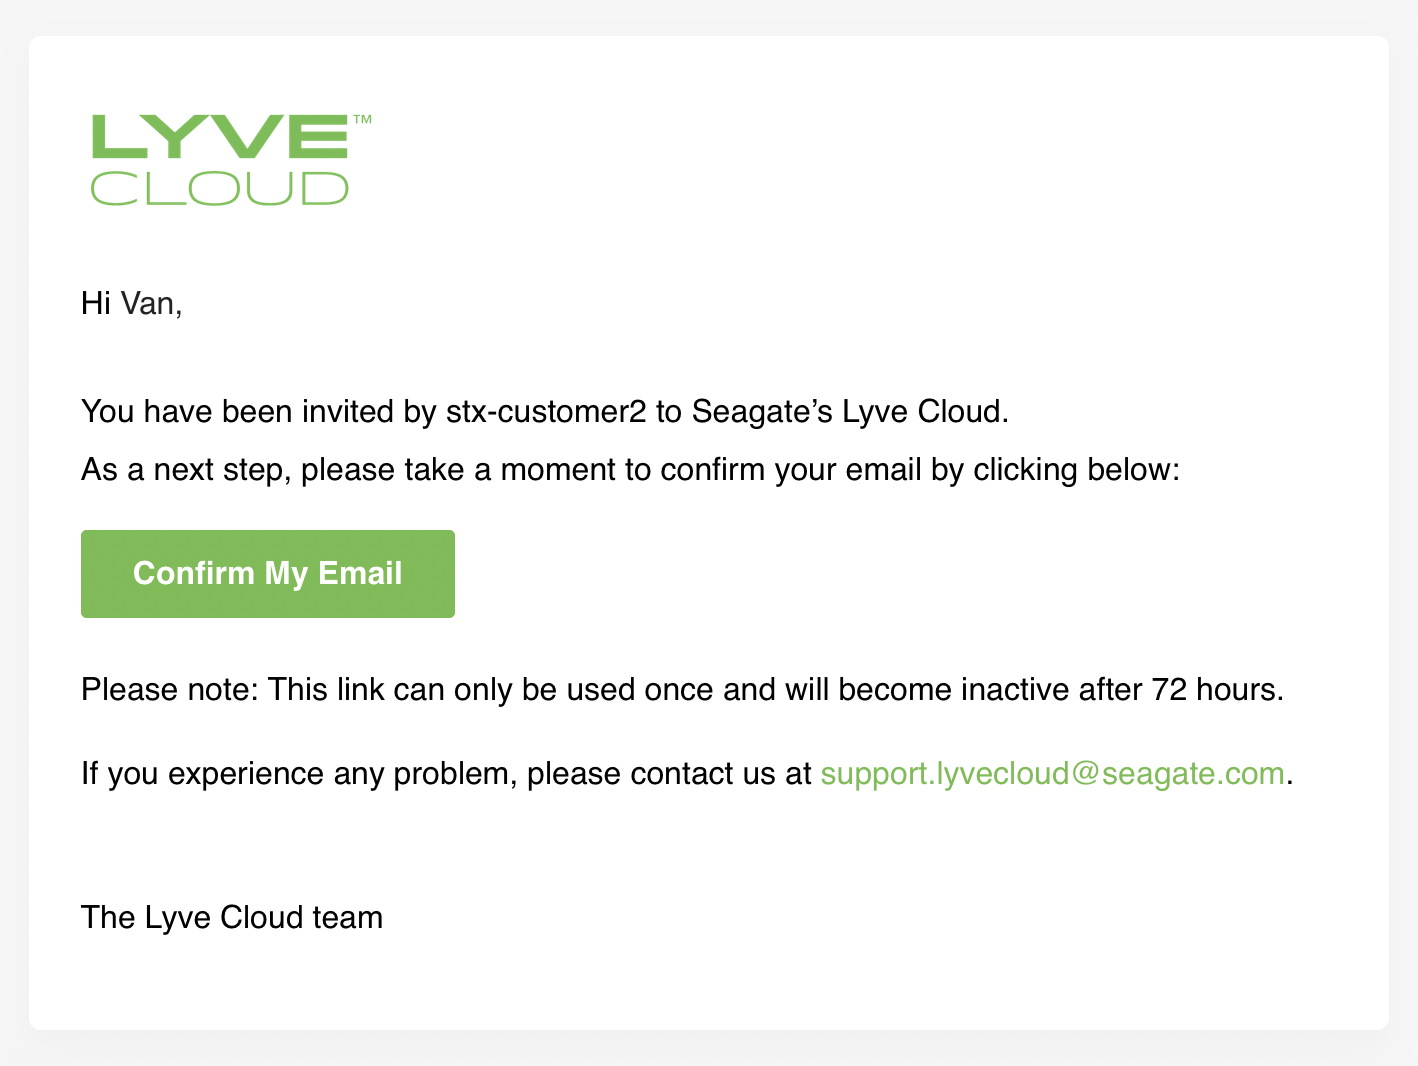 LYVE™
CLOUD
Hi Van,
You have been invited by stx-customer2 to Seagate’s Lyve Cloud.
As a next step, please take a moment to confirm your email by clicking below:
Confirm My Email
Please note: This link can only be used once and will become inactive after 72 hours.
If you experience any problem, please contact us at support.lyvecloud@seagate.com.
The Lyve Cloud team